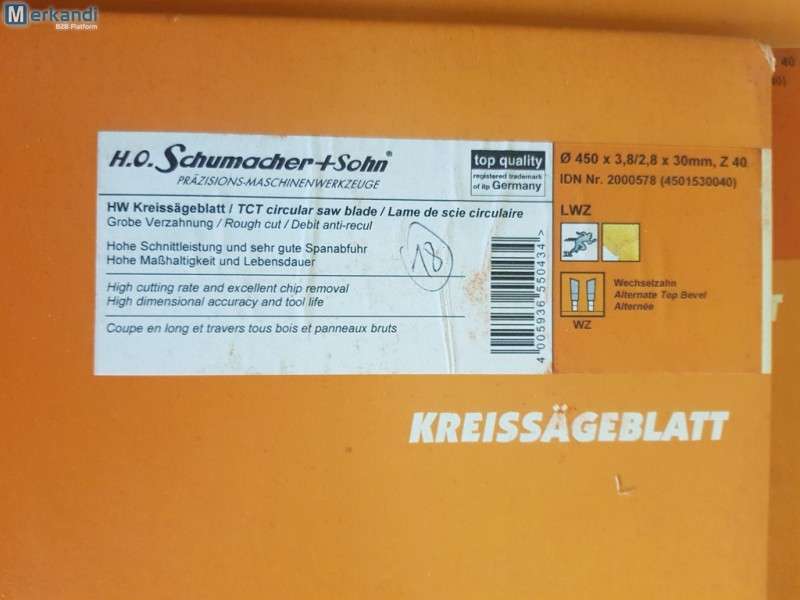 Merkandi
B2B Platform
H.O. Schumacher+Sohn®
PRÄZISIONS-MASCHINENWERKZEUGE
top quality
registered trademark
Germany
HW Kreissägeblatt / TCT circular saw blade / Lame de scie circulaire
Grobe Verzahnung / Rough cut / Debit anti-recul
Hohe Schnittleistung und sehr gute Spanabfuhr
Hohe Maßhaltigkeit und Lebensdauer
18
High cutting rate and excellent chip removal
High dimensional accuracy and tool life
Coupe en long et travers tous bois et panneaux bruts
4 005936 550434 >
Ø 450 x 3,8/2,8 x 30mm, Z 40
IDN Nr. 2000578 (4501530040)
LWZ
Wechselzahn
Alternate Top Bevel
Alternée
WZ
KREISSÄGEBLATT
40